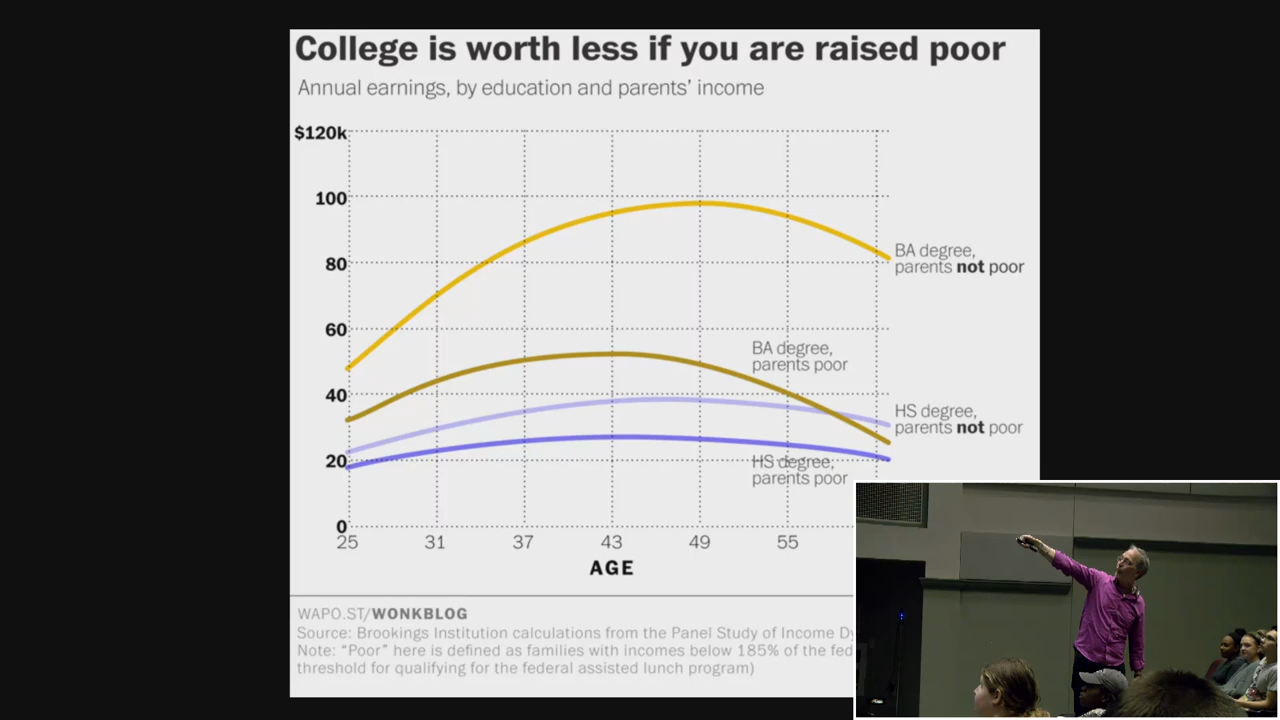 College is worth less if you are raised poor
Annual earnings, by education and parents' income
$120k
100
80
60
40
20
0
BA degree,
parents not poor
BA degree,
parents poor
HS degree,
parents not poor
HS degree,
parents poor
25 31 37 43 49 55
AGE
WAPO.ST/WONKBLOG
Source: Brookings Institution calculations from the Panel Study of Income Dy
Note: “Poor” here is defined as families with incomes below 185% of the fed
threshold for qualifying for the federal assisted lunch program)